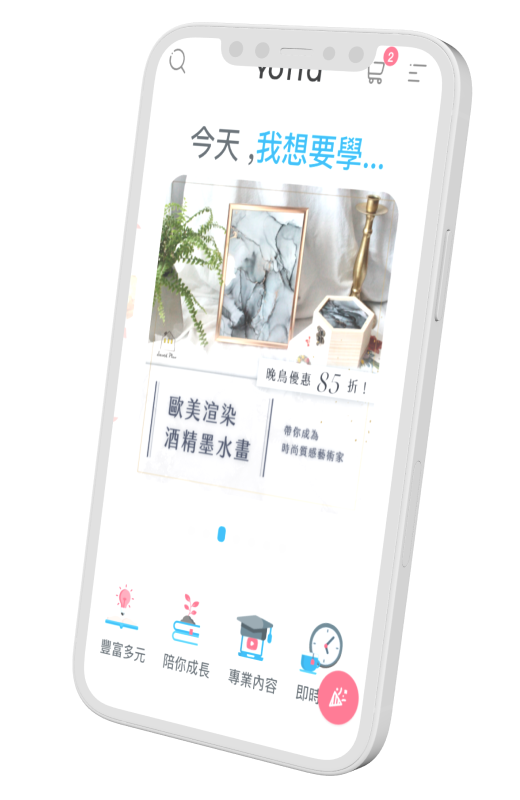 2
今天 ,我想要學...
晚鳥優惠 85 折！
歐美渲染
酒精墨水畫
帶你成為
時尚質感藝術家
豐富多元
陪你成長
專業內容
即時